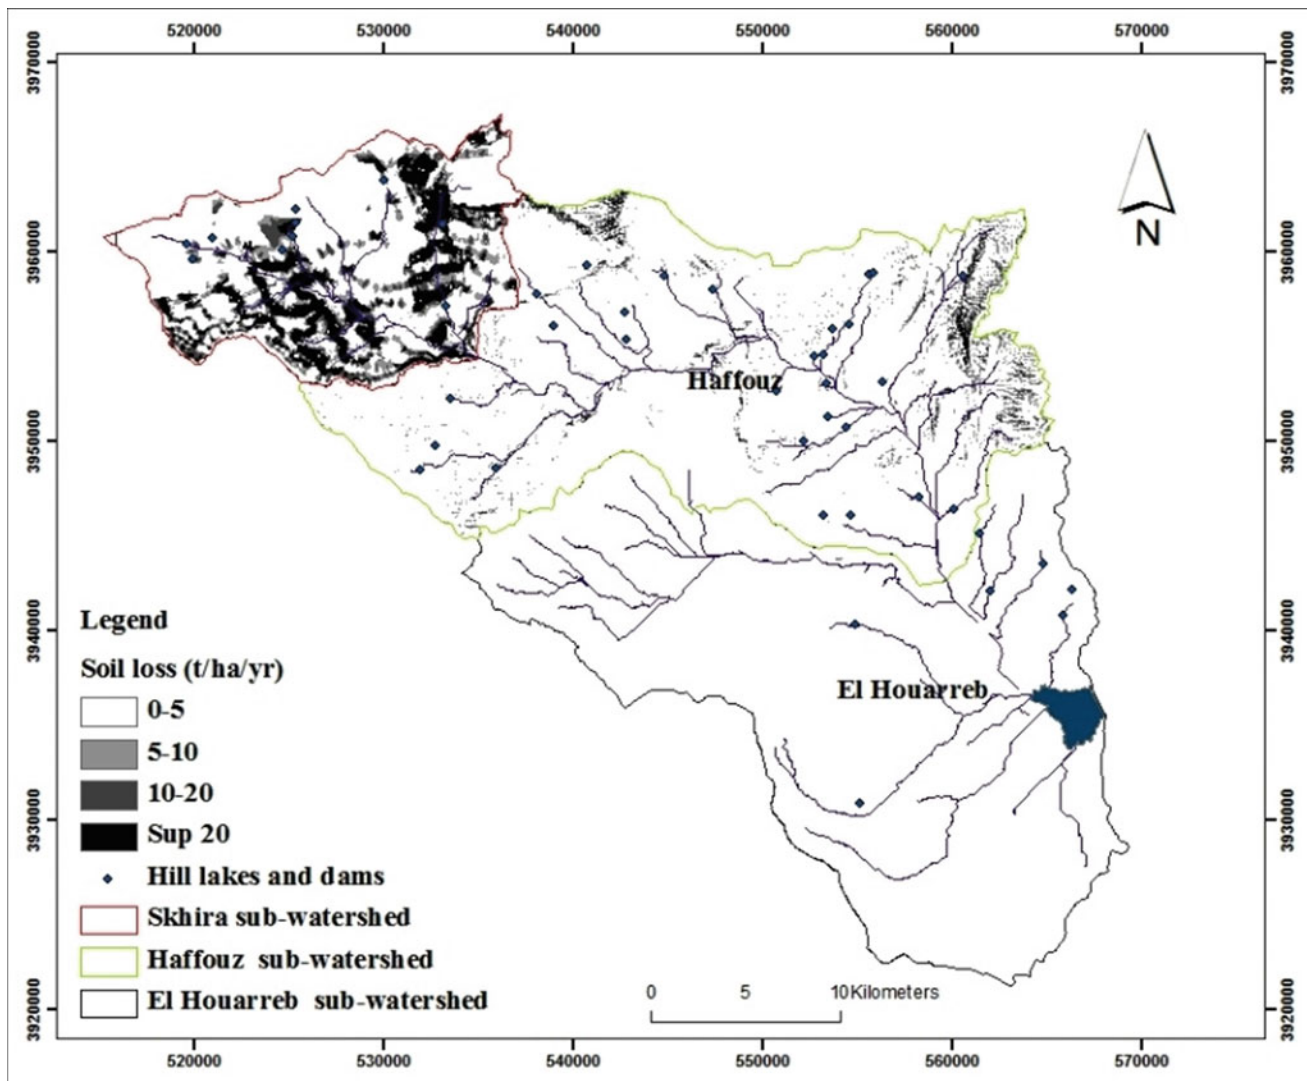 520000 530000 540000 550000 560000 570000
3970000 3970000
3960000 3960000
3950000 3950000
3940000 3940000
3930000 3930000
3920000 3920000
N
Haffouz
El Houarreb
Legend
Soil loss (t/ha/yr)
0-5
5-10
10-20
Sup 20
Hill lakes and dams
Skhira sub-watershed
Haffouz sub-watershed
El Houarreb sub-watershed
0 5 10Kilometers
520000 530000 540000 550000 560000 570000